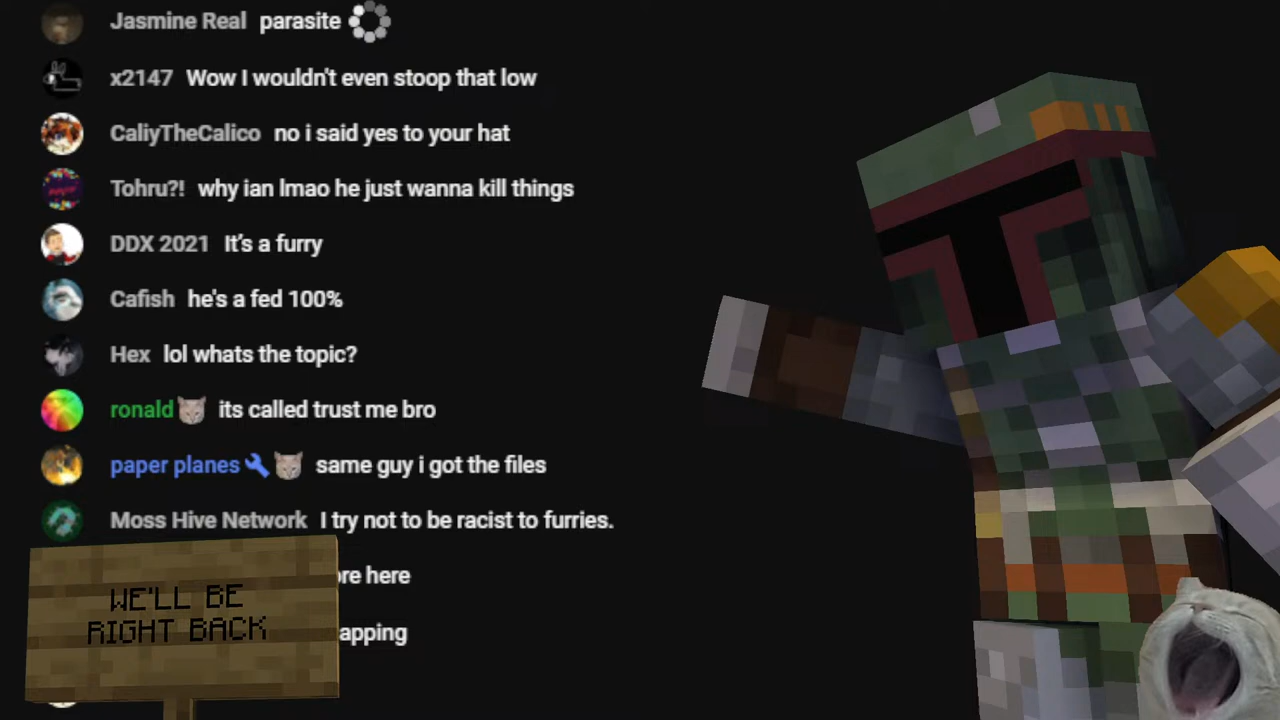 Jasmine Real parasite
x2147 Wow I wouldn't even stoop that low
CaliyTheCalico no i said yes to your hat
Tohru?! why ian lmao he just wanna kill things
DDX 2021 It's a furry
Cafish he's a fed 100%
Hex lol whats the topic?
ronald its called trust me bro
paper planes same guy i got the files
Moss Hive Network I try not to be racist to furries.
here
WE'LL BE
RIGHT BACK